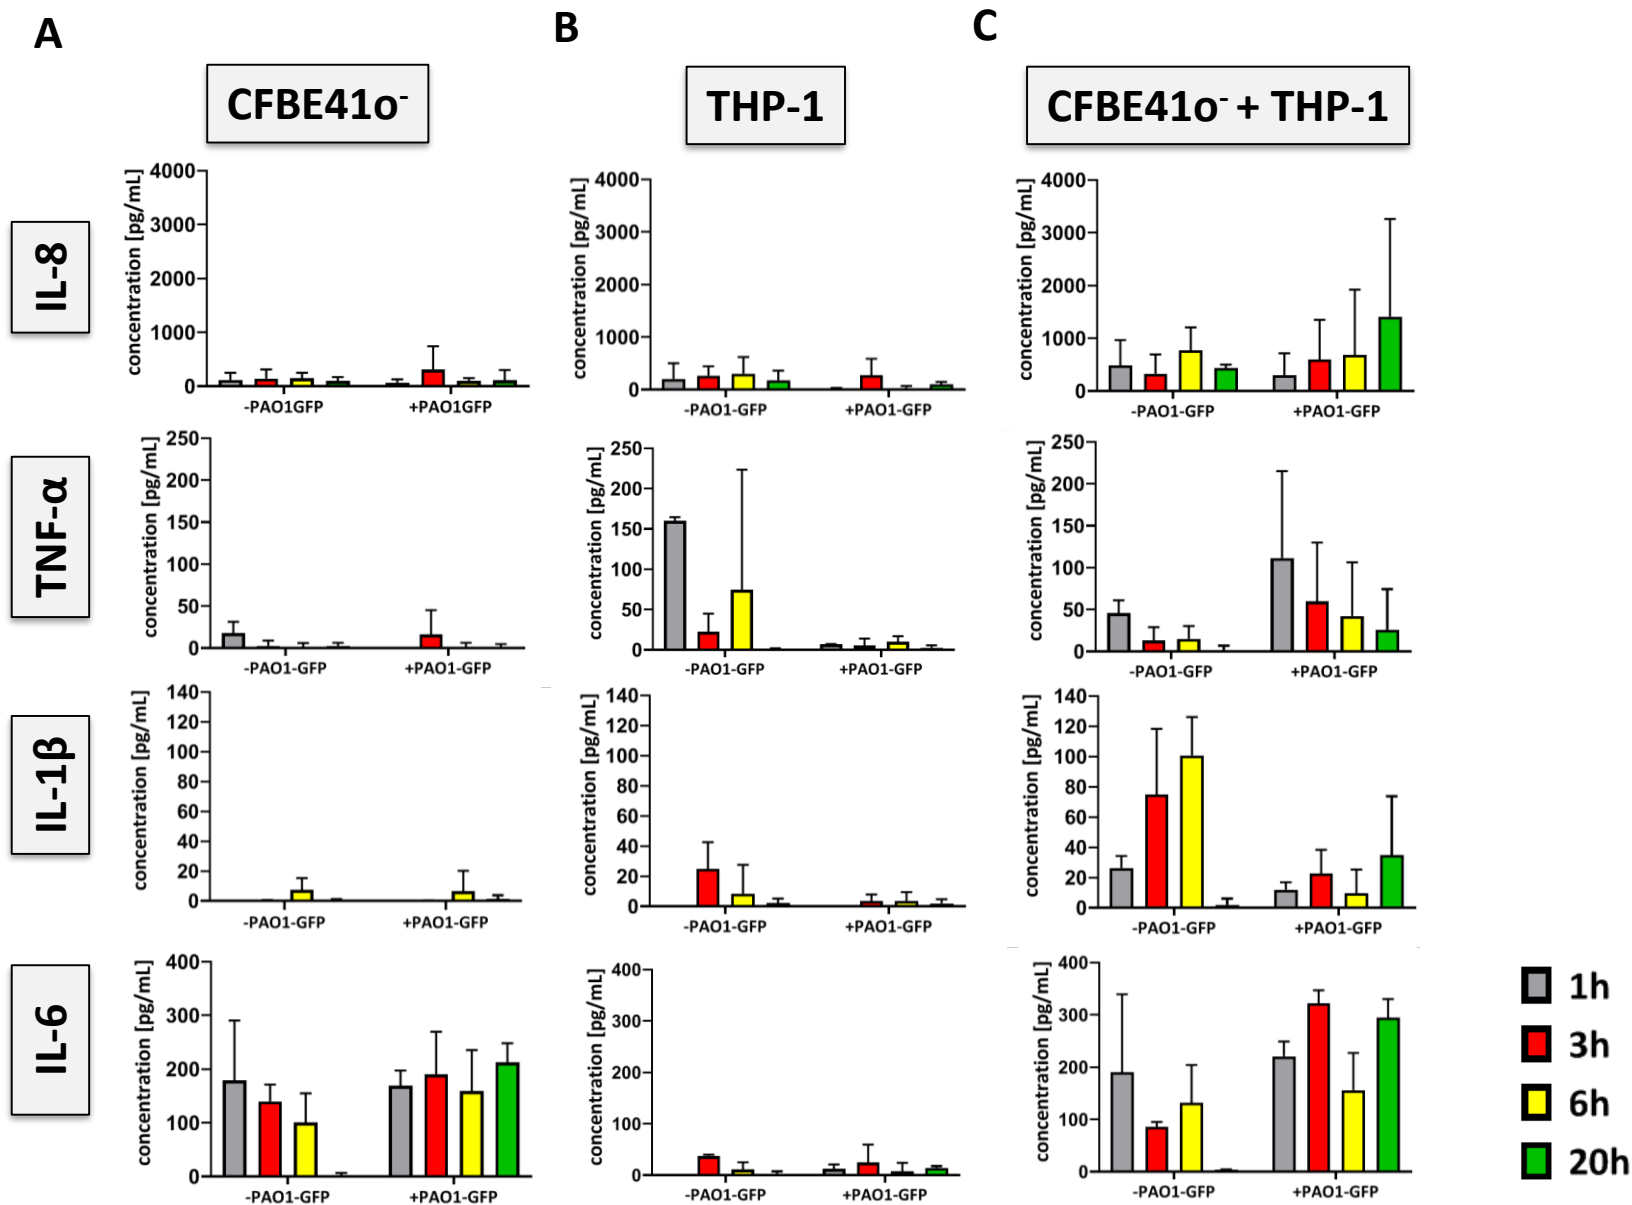 A
B
C
CFBE41o-
THP-1
CFBE41o- + THP-1
IL-8
concentration [pg/mL]
4000
3000
2000
1000
0
-PAO1GFP
+PAO1GFP
concentration [pg/mL]
4000
3000
2000
1000
0
-PAO1-GFP
+PAO1-GFP
concentration [pg/mL]
4000
3000
2000
1000
0
-PAO1-GFP
+PAO1-GFP
TNF-α
concentration [pg/mL]
250
200
150
100
50
0
-PAO1-GFP
+PAO1-GFP
concentration [pg/mL]
250
200
150
100
50
0
-PAO1-GFP
+PAO1-GFP
concentration [pg/mL]
250
200
150
100
50
0
-PAO1-GFP
+PAO1-GFP
IL-1β
concentration [pg/mL]
140
120
100
80
60
40
20
0
-PAO1-GFP
+PAO1-GFP
concentration [pg/mL]
140
120
100
80
60
40
20
0
-PAO1-GFP
+PAO1-GFP
concentration [pg/mL]
140
120
100
80
60
40
20
0
-PAO1-GFP
+PAO1-GFP
IL-6
concentration [pg/mL]
400
300
200
100
0
-PAO1-GFP
+PAO1-GFP
concentration [pg/mL]
400
300
200
100
0
-PAO1-GFP
+PAO1-GFP
concentration [pg/mL]
400
300
200
100
0
-PAO1-GFP
+PAO1-GFP
1h
3h
6h
20h